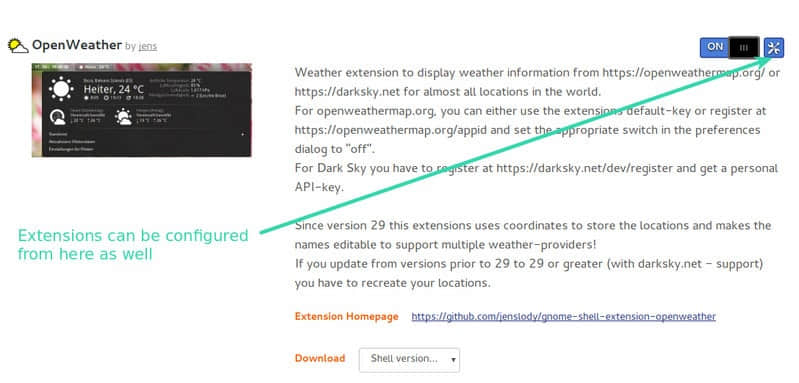 OpenWeather by jens
ON
Weather extension to display weather information from https://openweathermap.org/ or
https://darksky.net for almost all locations in the world.
For openweathermap.org, you can either use the extensions default-key or register at
https://openweathermap.org/appid and set the appropriate switch in the preferences
dialog to "off".
For Dark Sky you have to register at https://darksky.net/dev/register and get a personal
API-key.
Since version 29 this extensions uses coordinates to store the locations and makes the
names editable to support multiple weather-providers!
If you update from versions prior to 29 to 29 or greater (with darksky.net - support)
you have to recreate your locations.
Heiter, 24 °C
Extensions can be configured
from here as well
Extension Homepage https://github.com/jenslody/gnome-shell-extension-openweather
Download Shell version...